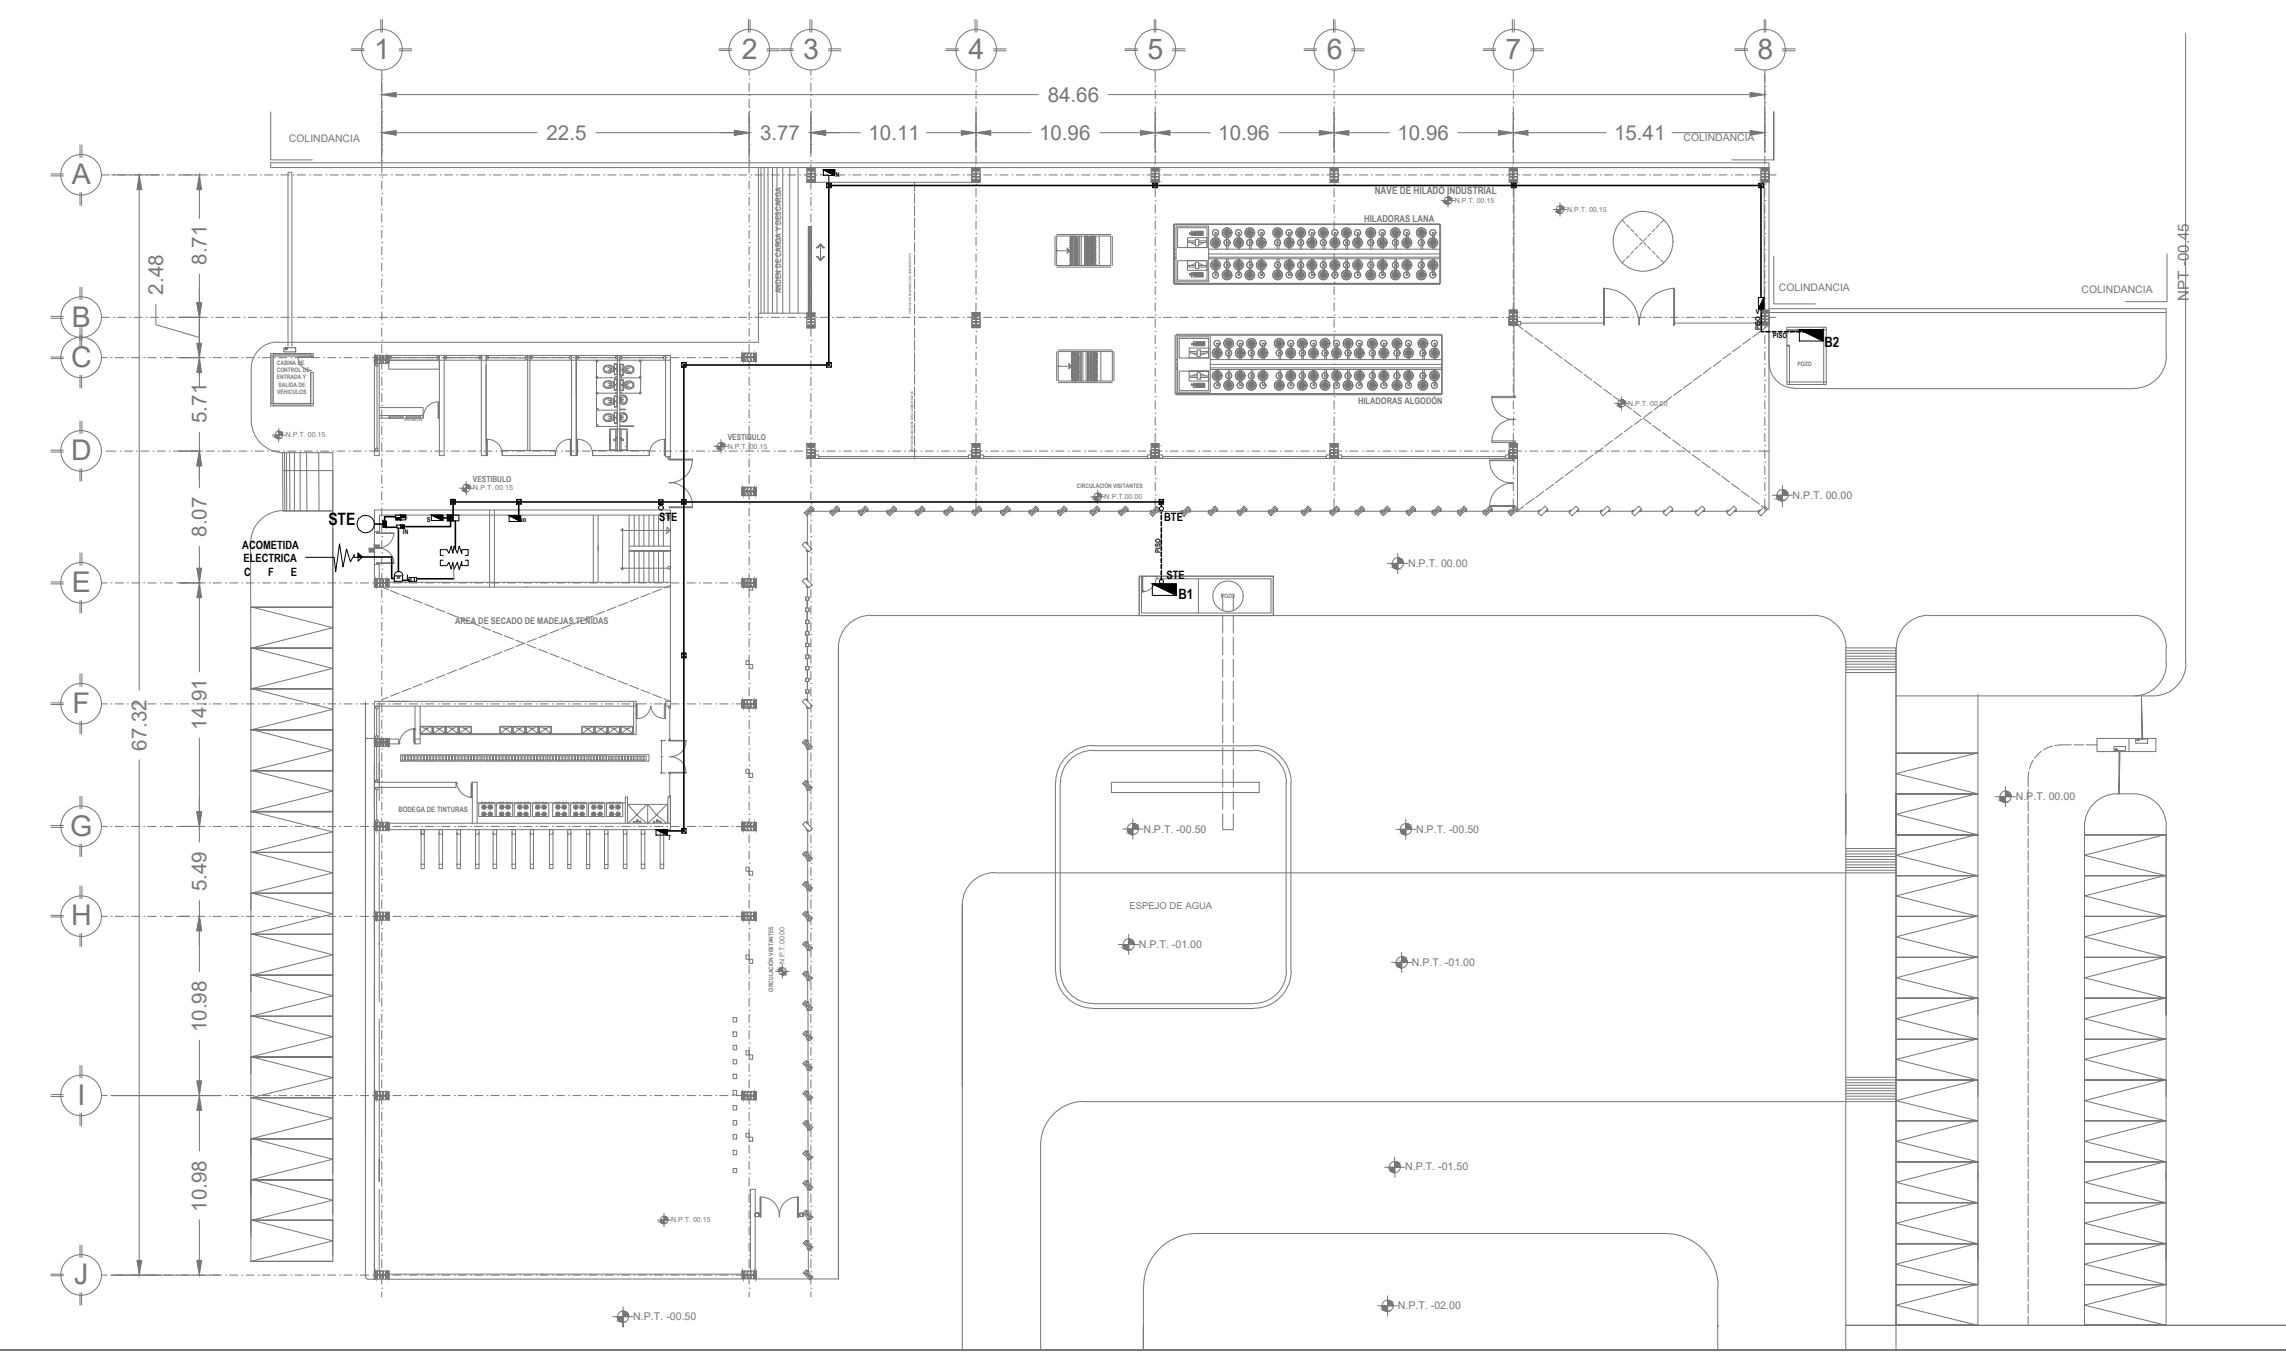 1 2 3 4 5 6 7 8
84.66
22.5 3.77 10.11 10.96 10.96 10.96 15.41
COLINDANCIA
COLINDANCIA
A
B
C
D
E
F
G
H
I
J
67.32
2.48
8.71
5.71
8.07
14.91
5.49
10.98
10.98
ANDEN DE CARGA Y DESCARGA
NAVE DE HILADO INDUSTRIAL
N.P.T. 00.15
N.P.T. 00.15
HILADORAS LANA
HILADORAS ALGODÓN
N.P.T. 00.00
COLINDANCIA
COLINDANCIA
NPT -00.45
PISO
PISO
B2
POZO
CABINA DE
CONTROL DE
ENTRADA Y
SALIDA DE
VEHICULOS
N.P.T. 00.15
VESTIBULO
N.P.T. 00.15
VESTIBULO
N.P.T. 00.15
CIRCULACIÓN VISITANTES
N.P.T.00.00
N.P.T. 00.00
STE
STE
BTE
PISO
STE
B1
POZO
N.P.T. 00.00
ACOMETIDA
ELECTRICA
C F E
AREA DE SECADO DE MADEJAS TEÑIDAS
BODEGA DE TINTURAS
CIRCULACIÓN VISITANTES
N.P.T.00.00
N.P.T. -00.50
N.P.T. -00.50
N.P.T. 00.00
ESPEJO DE AGUA
N.P.T. -01.00
N.P.T. -01.00
N.P.T. -01.50
N.P.T. 00.15
N.P.T. -02.00
N.P.T. -00.50